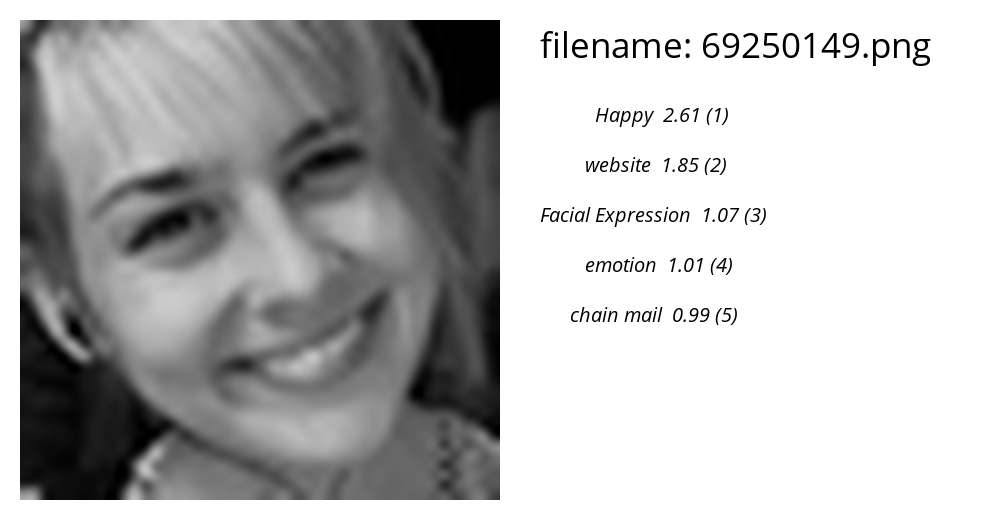 filename: 69250149.png
Happy 2.61 (1)
website 1.85 (2)
Facial Expression 1.07 (3)
emotion 1.01 (4)
chain mail 0.99 (5)